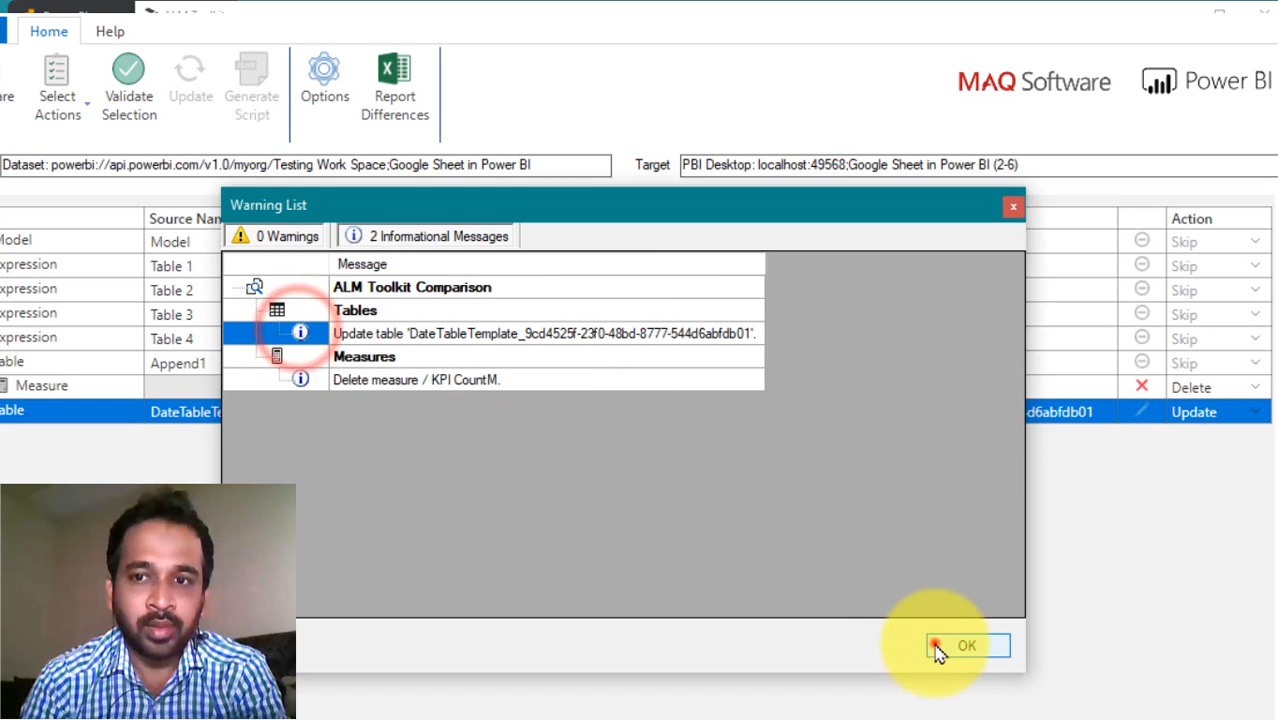 Home Help
Select Actions
Validate Selection
Update
Generate Script
Options
Report Differences
MAQ Software
Power BI
Dataset: powerbi://api.powerbi.com/v1.0/myorg/Testing Work Space;Google Sheet in Power BI
Target PBI Desktop: localhost:49568;Google Sheet in Power BI (2-6)
Warning List x
0 Warnings 2 Informational Messages
Message
ALM Toolkit Comparison
Tables
Update table 'DateTableTemplate_9cd4525f-23f0-48bd-8777-544d6abfdb01'.
Measures
Delete measure / KPI CountM.
OK
Source Nan Action
Model Model Skip
xpression Table 1 Skip
xpression Table 2 Skip
xpression Table 3 Skip
xpression Table 4 Skip
able Append1 Skip
Measure Delete
able DateTableTe d6abfdb01 Update